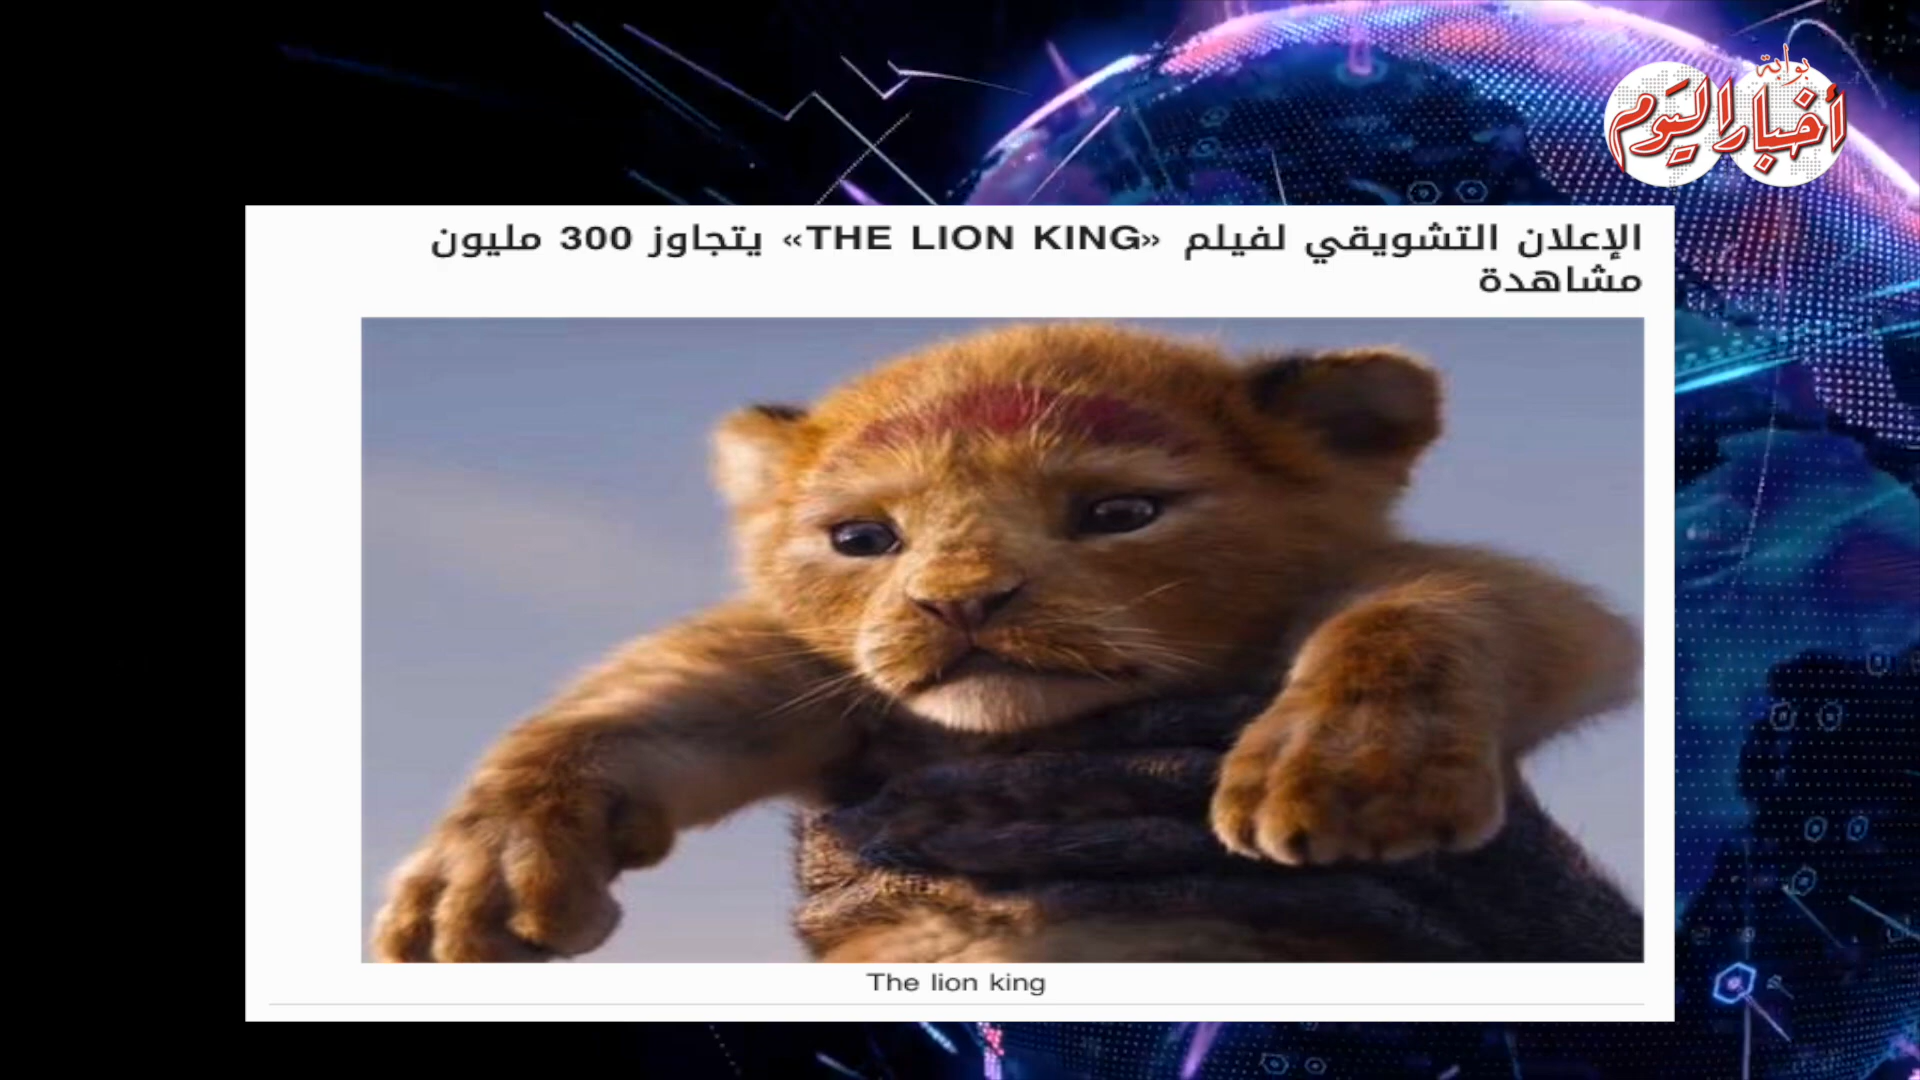 بوابة
أخبار اليوم
الإعلان التشويقي لفيلم «THE LION KING» يتجاوز 300 مليون
مشاهدة
The lion king